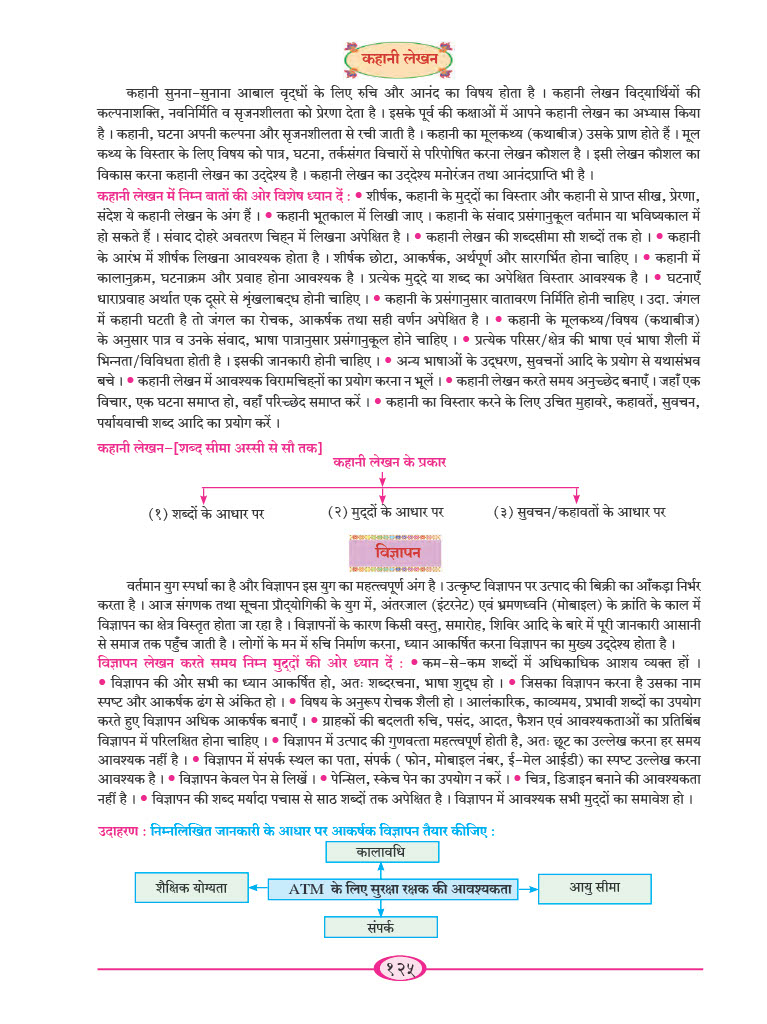 कहानी लेखन
कहानी सुनना-सुनाना आबाल वृद्धों के लिए रुचि और आनंद का विषय होता है । कहानी लेखन विद्यार्थियों की
कल्पनाशक्ति, नवनिर्मिति व सृजनशीलता को प्रेरणा देता है । इसके पूर्व की कक्षाओं में आपने कहानी लेखन का अभ्यास किया
है । कहानी, घटना अपनी कल्पना और सृजनशीलता से रची जाती है । कहानी का मूलकथ्य (कथाबीज) उसके प्राण होते हैं । मूल
कथ्य के विस्तार के लिए विषय को पात्र, घटना, तर्कसंगत विचारों से परिपोषित करना लेखन कौशल है । इसी लेखन कौशल का
विकास करना कहानी लेखन का उद्देश्य है । कहानी लेखन का उद्देश्य मनोरंजन तथा आनंदप्राप्ति भी है ।
कहानी लेखन में निम्न बातों की ओर विशेष ध्यान दें : ● शीर्षक, कहानी के मुद्दों का विस्तार और कहानी से प्राप्त सीख, प्रेरणा,
संदेश ये कहानी लेखन के अंग हैं । ● कहानी भूतकाल में लिखी जाए । कहानी के संवाद प्रसंगानुकूल वर्तमान या भविष्यकाल में
हो सकते हैं । संवाद दोहरे अवतरण चिह्न में लिखना अपेक्षित है । ● कहानी लेखन की शब्दसीमा सौ शब्दों तक हो । ● कहानी
के आरंभ में शीर्षक लिखना आवश्यक होता है । शीर्षक छोटा, आकर्षक, अर्थपूर्ण और सारगर्भित होना चाहिए । ● कहानी में
कालानुक्रम, घटनाक्रम और प्रवाह होना आवश्यक है । प्रत्येक मुद्दे या शब्द का अपेक्षित विस्तार आवश्यक है । ● घटनाएँ
धाराप्रवाह अर्थात एक दूसरे से शृंखलाबद्ध होनी चाहिए । ● कहानी के प्रसंगानुसार वातावरण निर्मिति होनी चाहिए । उदा. जंगल
में कहानी घटती है तो जंगल का रोचक, आकर्षक तथा सही वर्णन अपेक्षित है । ● कहानी के मूलकथ्य/विषय (कथाबीज)
के अनुसार पात्र व उनके संवाद, भाषा पात्रानुसार प्रसंगानुकूल होने चाहिए । ● प्रत्येक परिसर/क्षेत्र की भाषा एवं भाषा शैली में
भिन्नता/विविधता होती है । इसकी जानकारी होनी चाहिए । ● अन्य भाषाओं के उद्धरण, सुवचनों आदि के प्रयोग से यथासंभव
बचे । ● कहानी लेखन में आवश्यक विरामचिह्नों का प्रयोग करना न भूलें । ● कहानी लेखन करते समय अनुच्छेद बनाएँ । जहाँ एक
विचार, एक घटना समाप्त हो, वहाँ परिच्छेद समाप्त करें । ● कहानी का विस्तार करने के लिए उचित मुहावरे, कहावतें, सुवचन,
पर्यायवाची शब्द आदि का प्रयोग करें ।
कहानी लेखन-[शब्द सीमा अस्सी से सौ तक]
कहानी लेखन के प्रकार
(१) शब्दों के आधार पर (२) मुद्दों के आधार पर (३) सुवचन/कहावतों के आधार पर
विज्ञापन
वर्तमान युग स्पर्धा का है और विज्ञापन इस युग का महत्त्वपूर्ण अंग है । उत्कृष्ट विज्ञापन पर उत्पाद की बिक्री का आँकड़ा निर्भर
करता है । आज संगणक तथा सूचना प्रौद्योगिकी के युग में, अंतरजाल (इंटरनेट) एवं भ्रमणध्वनि (मोबाइल) के क्रांति के काल में
विज्ञापन का क्षेत्र विस्तृत होता जा रहा है । विज्ञापनों के कारण किसी वस्तु, समारोह, शिविर आदि के बारे में पूरी जानकारी आसानी
से समाज तक पहुँच जाती है । लोगों के मन में रुचि निर्माण करना, ध्यान आकर्षित करना विज्ञापन का मुख्य उद्देश्य होता है ।
विज्ञापन लेखन करते समय निम्न मुद्दों की ओर ध्यान दें : ● कम-से-कम शब्दों में अधिकाधिक आशय व्यक्त हों ।
● विज्ञापन की ओर सभी का ध्यान आकर्षित हो, अतः शब्दरचना, भाषा शुद्ध हो । ● जिसका विज्ञापन करना है उसका नाम
स्पष्ट और आकर्षक ढंग से अंकित हो । ● विषय के अनुरूप रोचक शैली हो । आलंकारिक, काव्यमय, प्रभावी शब्दों का उपयोग
करते हुए विज्ञापन अधिक आकर्षक बनाएँ । ● ग्राहकों की बदलती रुचि, पसंद, आदत, फैशन एवं आवश्यकताओं का प्रतिबिंब
विज्ञापन में परिलक्षित होना चाहिए । ● विज्ञापन में उत्पाद की गुणवत्ता महत्त्वपूर्ण होती है, अतः छूट का उल्लेख करना हर समय
आवश्यक नहीं है । ● विज्ञापन में संपर्क स्थल का पता, संपर्क ( फोन, मोबाइल नंबर, ई-मेल आईडी) का स्पष्ट उल्लेख करना
आवश्यक है । ● विज्ञापन केवल पेन से लिखें । ● पेन्सिल, स्केच पेन का उपयोग न करें । ● चित्र, डिजाइन बनाने की आवश्यकता
नहीं है । ● विज्ञापन की शब्द मर्यादा पचास से साठ शब्दों तक अपेक्षित है । विज्ञापन में आवश्यक सभी मुद्दों का समावेश हो ।
उदाहरण : निम्नलिखित जानकारी के आधार पर आकर्षक विज्ञापन तैयार कीजिए :
कालावधि
शैक्षिक योग्यता ATM के लिए सुरक्षा रक्षक की आवश्यकता आयु सीमा
संपर्क
१२५